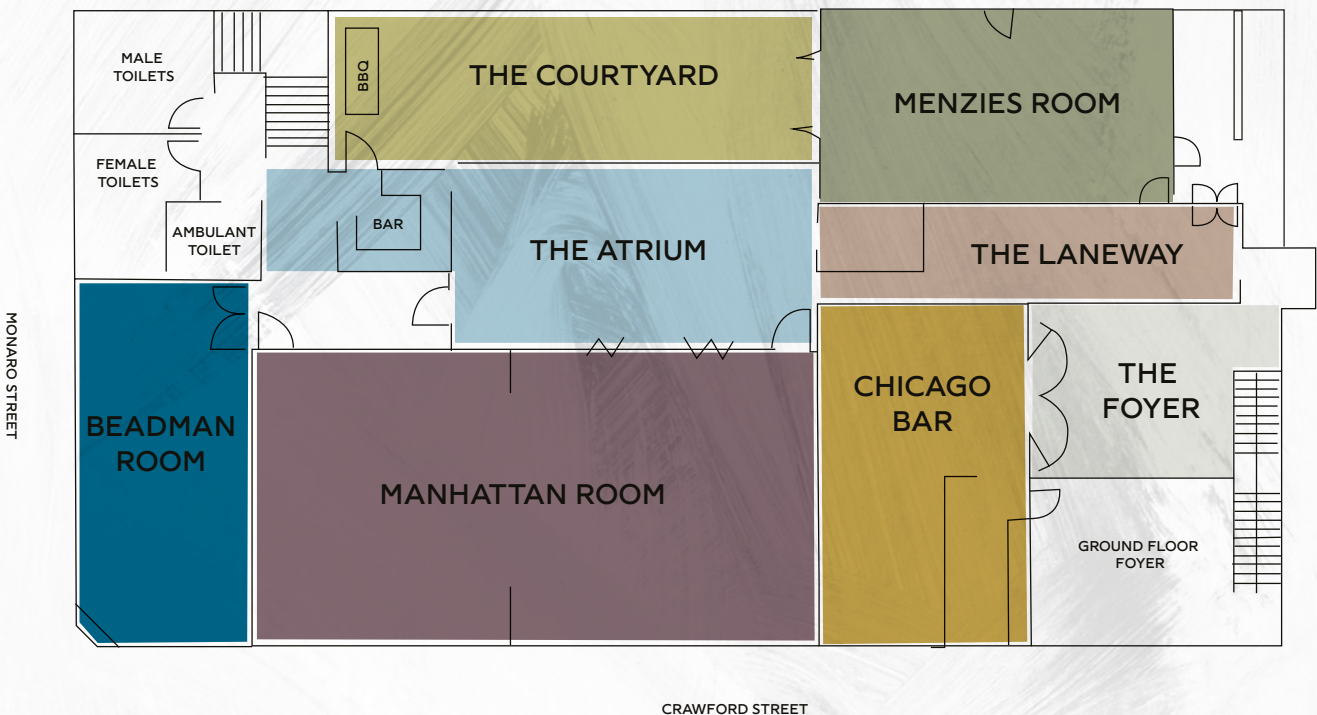 MALE
TOILETS
BBQ
THE COURTYARD
MENZIES ROOM
FEMALE
TOILETS
AMBULANT
TOILET
BAR
THE ATRIUM
THE LANEWAY
MONARO STREET
BEADMAN
ROOM
MANHATTAN ROOM
CHICAGO
BAR
THE
FOYER
GROUND FLOOR
FOYER
CRAWFORD STREET